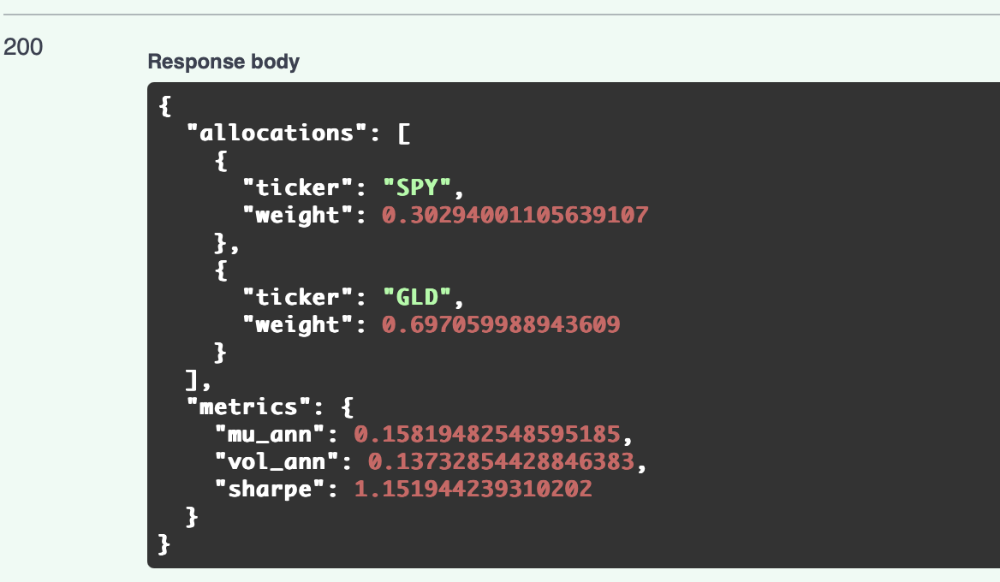 200
Response body
{
  "allocations": [
    {
      "ticker": "SPY",
      "weight": 0.30294001105639107
    },
    {
      "ticker": "GLD",
      "weight": 0.697059988943609
    }
  ],
  "metrics": {
    "mu_ann": 0.15819482548595185,
    "vol_ann": 0.13732854428846383,
    "sharpe": 1.151944239310202
  }
}